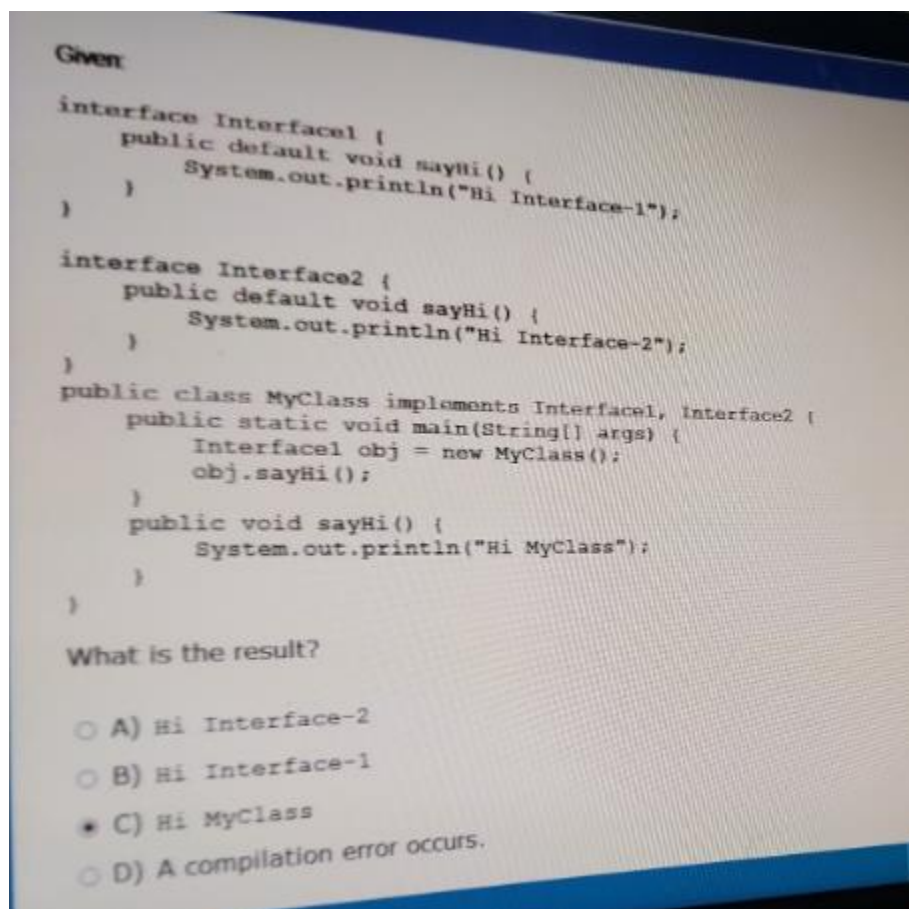 Given:
interface Interface1 {
public default void sayHi() {
System.out.println("Hi Interface-1");
}
}
interface Interface2 {
public default void sayHi() {
System.out.println("Hi Interface-2");
}
}
public class MyClass implements Interface1, Interface2 {
public static void main(String[] args) {
Interface1 obj = new MyClass();
obj.sayHi();
}
public void sayHi() {
System.out.println("Hi MyClass");
}
}
What is the result?
A) Hi Interface-2
B) Hi Interface-1
C) Hi MyClass
D) A compilation error occurs.